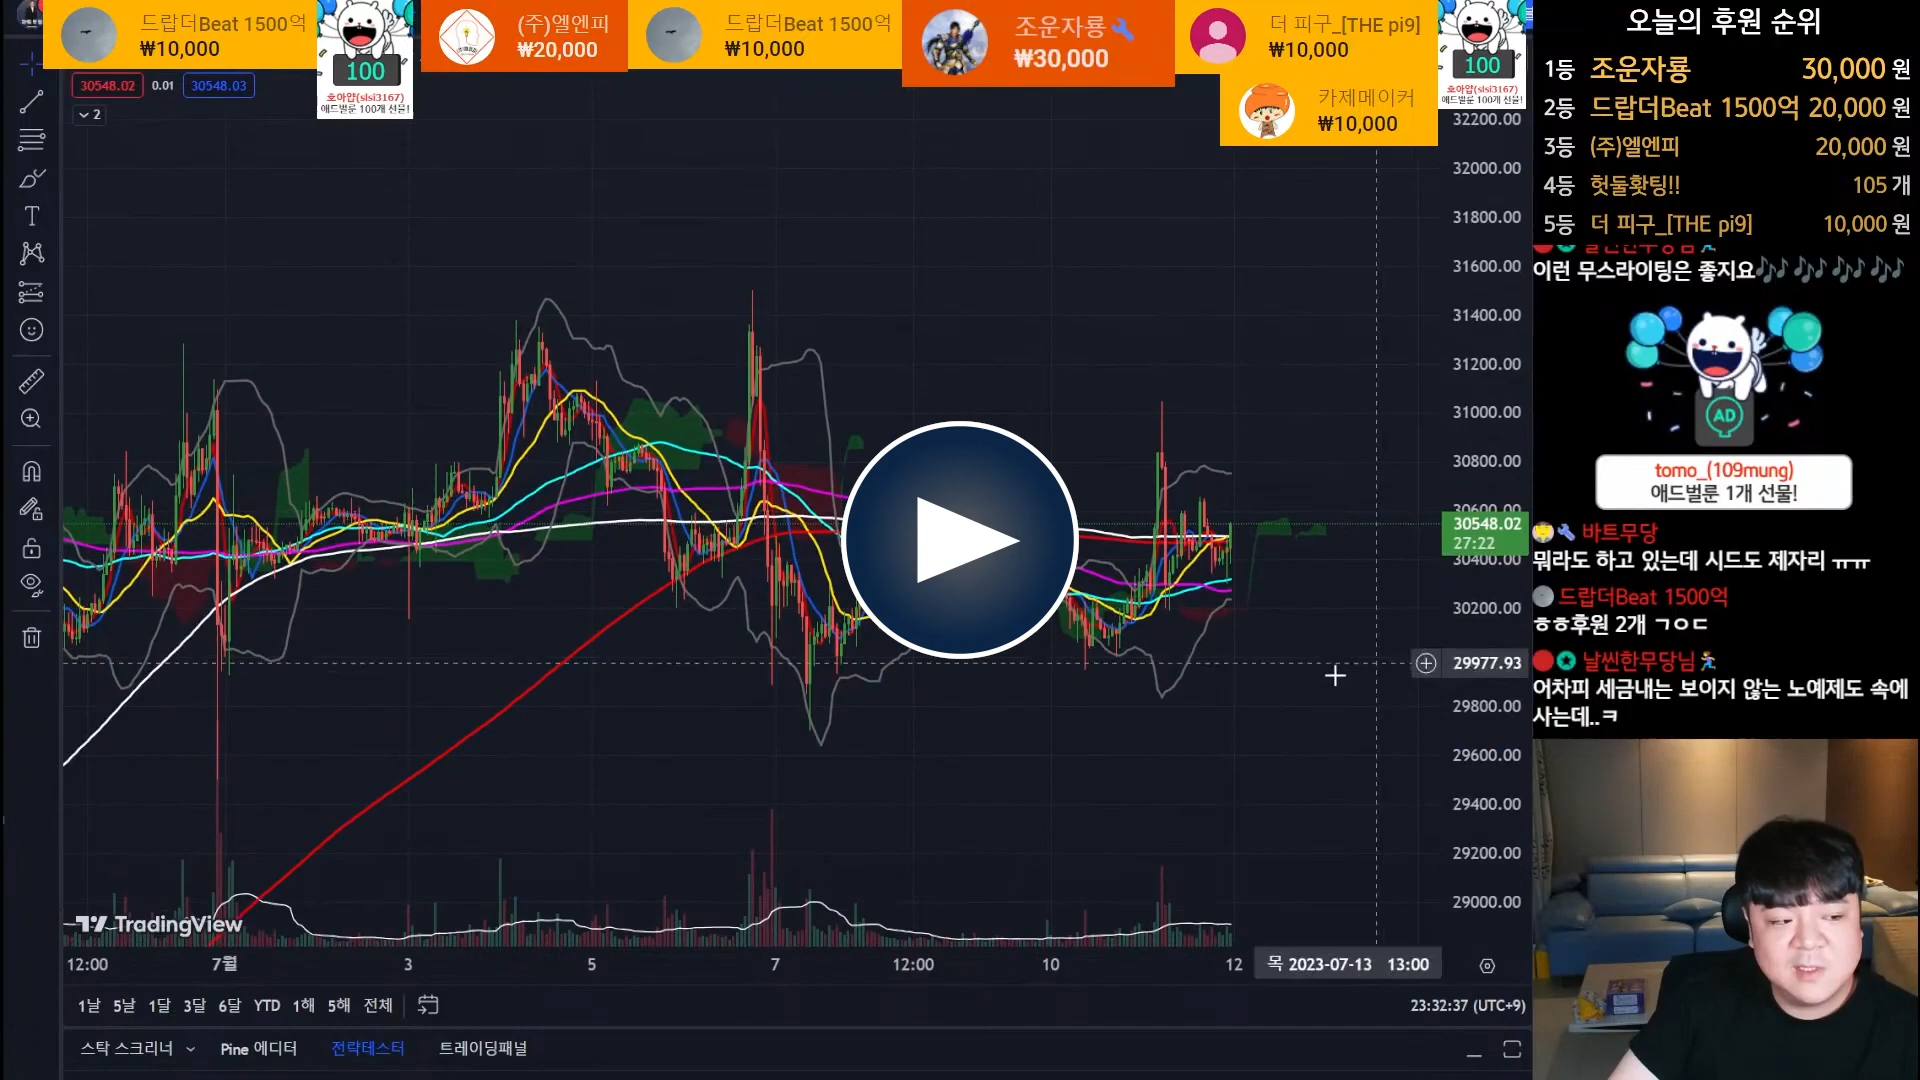 드랍더Beat 1500억
₩10,000
100
호아얍(slsi3167)
애드벌룬 100개 선물!
(주)엘엔피
₩20,000
드랍더Beat 1500억
₩10,000
조운자룡
₩30,000
더 피구_[THE pi9]
₩10,000
카제메이커
₩10,000
100
호아얍(slsi3167)
애드벌룬 100개 선물!
30548.02
0.01
30548.03
2
32200.00
32000.00
31800.00
31600.00
31400.00
31200.00
31000.00
30800.00
30600.00
30548.02
27:22
30400.00
30200.00
29977.93
29800.00
29600.00
29400.00
29200.00
29000.00
TradingView
12:00
7월
3
5
7
12:00
10
12
목 2023-07-13 13:00
1날 5날 1달 3달 6달 YTD 1해 5해 전체
23:32:37 (UTC+9)
스탁 스크리너
Pine 에디터
전략테스터
트레이딩패널
오늘의 후원 순위
1등 조운자룡 30,000 원
2등 드랍더Beat 1500억 20,000 원
3등 (주)엘엔피 20,000 원
4등 헛둘홧팅!! 105 개
5등 더 피구_[THE pi9] 10,000 원
이런 무스라이팅은 좋지요🎶 🎶 🎶 🎶
AD
tomo_(109mung)
애드벌룬 1개 선물!
바트무당
뭐라도 하고 있는데 시드도 제자리 ㅠㅠ
드랍더Beat 1500억
ㅎㅎ후원 2개 ㄱㅇㄷ
날씬한무당님
어차피 세금내는 보이지 않는 노예제도 속에
사는데..ㅋ